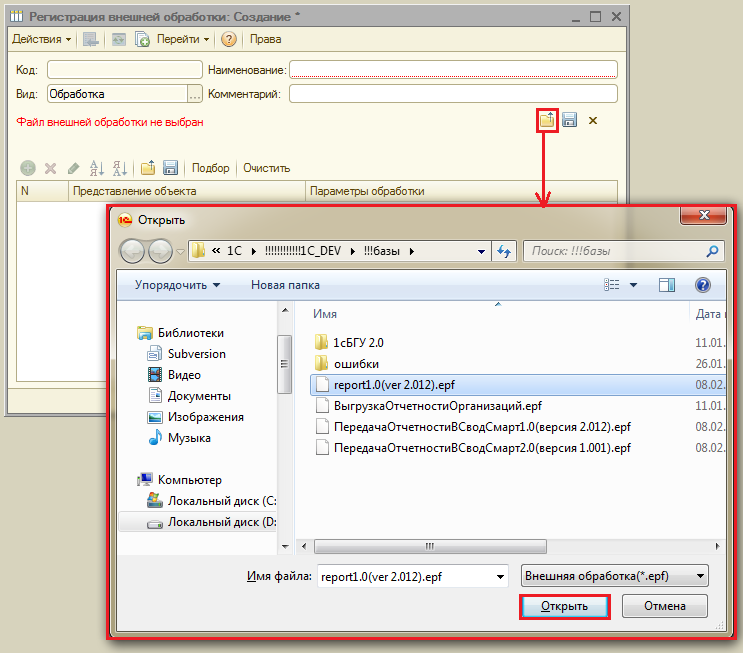 Регистрация внешней обработки: Создание *
Действия Перейти ? Права
Код: Наименование:
Вид: Обработка ... Комментарий:
Файл внешней обработки не выбран
Подбор Очистить
N Представление объекта Параметры обработки
1С Открыть
« 1С !!!!!!!!!!!!1C_DEV !!!базы Поиск: !!!базы
Упорядочить Новая папка ?
Имя Дата
Библиотеки
Subversion
Видео
Документы
Изображения
Музыка
Компьютер
Локальный диск (C:
Локальный диск (D:
1сБГУ 2.0 11.01.
ошибки 26.01.
report1.0(ver 2.012).epf 08.02.
ВыгрузкаОтчетностиОрганизаций.epf 11.01.
ПередачаОтчетностиВСводСмарт1.0(версия 2.012).epf 08.02.
ПередачаОтчетностиВСводСмарт2.0(версия 1.001).epf 08.02.
Имя файла: report1.0(ver 2.012).epf Внешняя обработка(*.epf)
Открыть Отмена